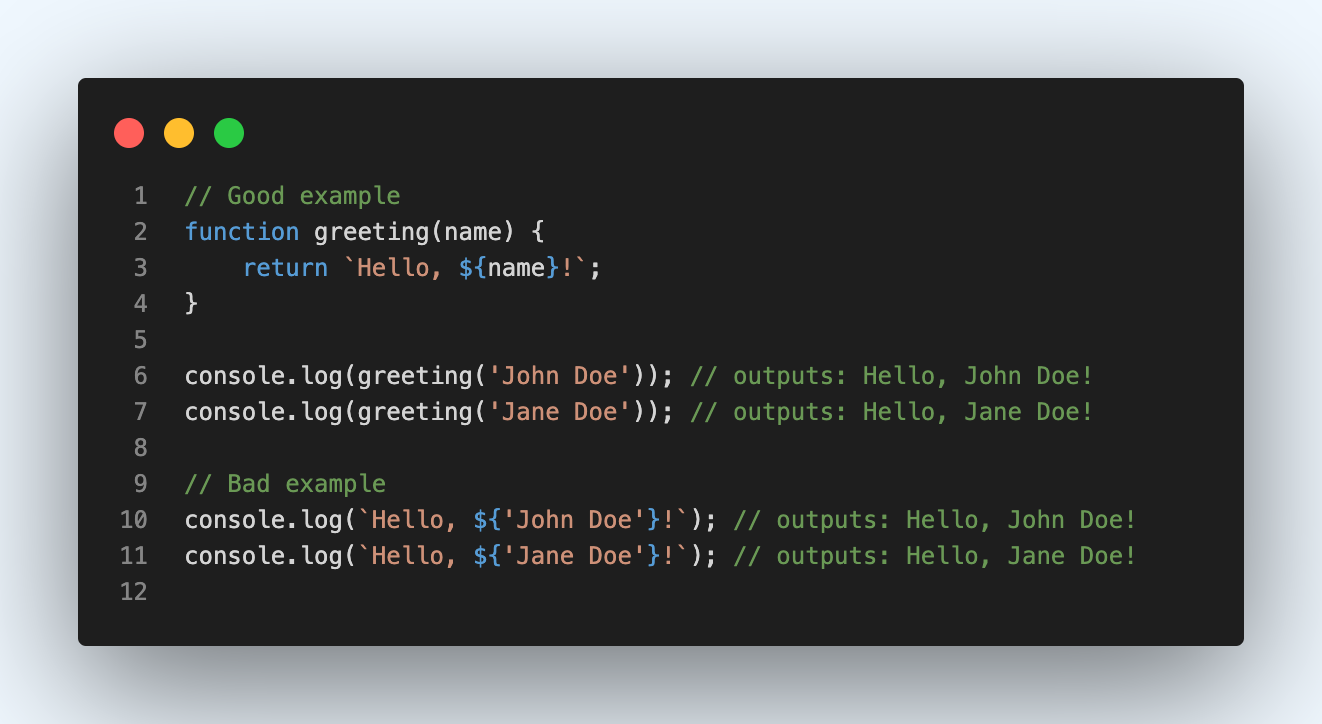 1 // Good example
2 function greeting(name) {
3     return `Hello, ${name}!`;
4 }
5
6 console.log(greeting('John Doe')); // outputs: Hello, John Doe!
7 console.log(greeting('Jane Doe')); // outputs: Hello, Jane Doe!
8
9 // Bad example
10 console.log(`Hello, ${'John Doe'}!`); // outputs: Hello, John Doe!
11 console.log(`Hello, ${'Jane Doe'}!`); // outputs: Hello, Jane Doe!
12